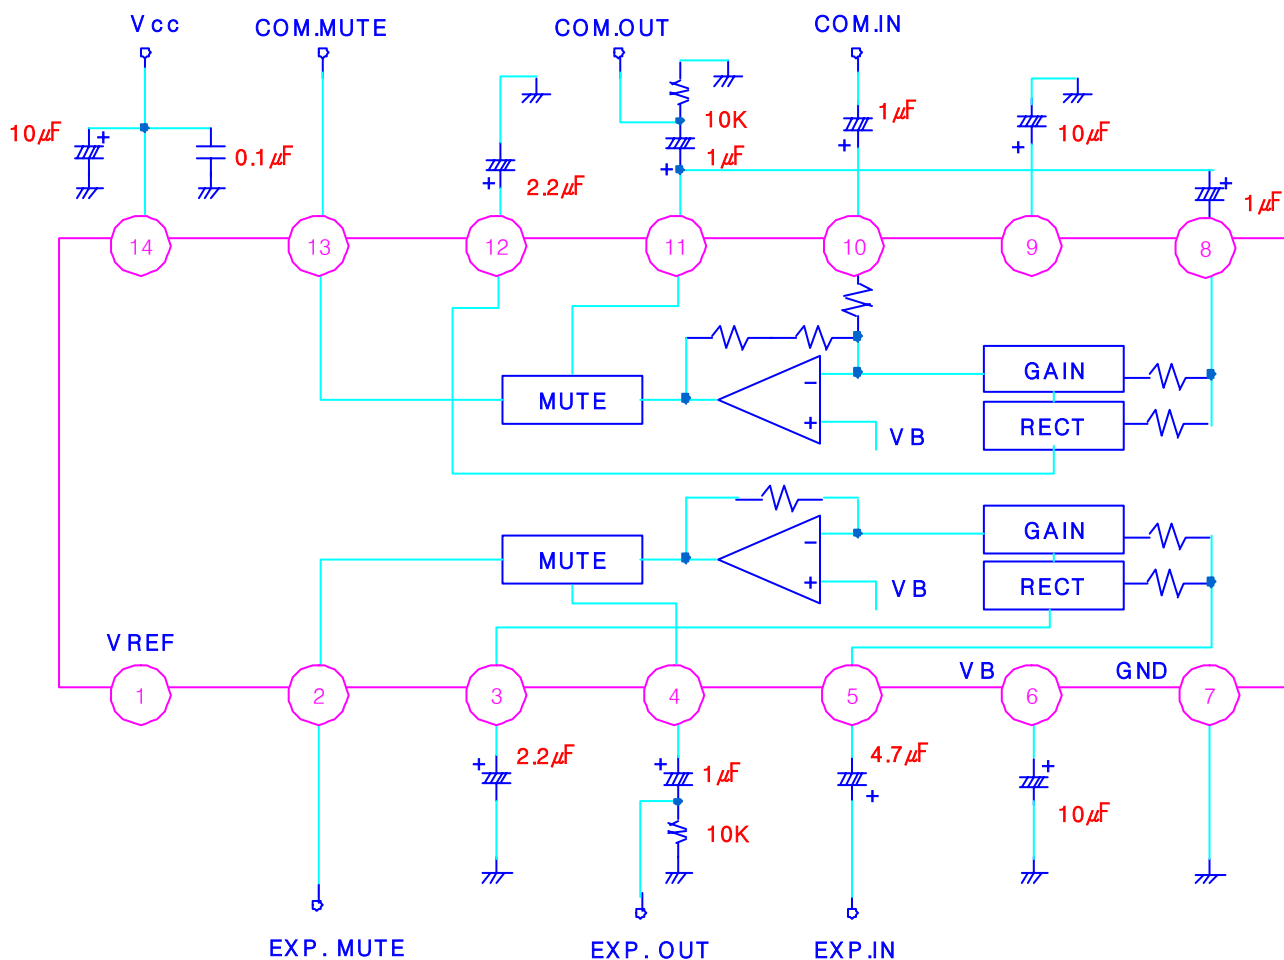 Vcc
COM.MUTE
COM.OUT
COM.IN
10µF
+
0.1µF
+
2.2µF
10K
1µF
+
1µF
+
10µF
+
+
1µF
14
13
12
11
10
9
8
MUTE
−
+
VB
GAIN
RECT
MUTE
−
+
VB
GAIN
RECT
VREF
VB
GND
1
2
3
4
5
6
7
+
2.2µF
+
1µF
10K
4.7µF
+
+
10µF
EXP. MUTE
EXP. OUT
EXP.IN